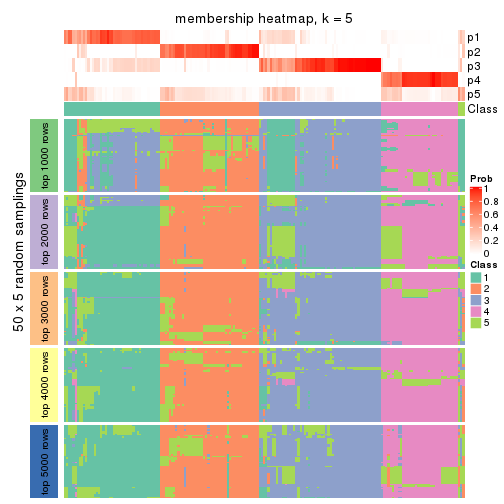 membership heatmap, k = 5
p1
p2
p3
p4
p5
Class
50 x 5 random samplings
top 1000 rows
top 2000 rows
top 3000 rows
top 4000 rows
top 5000 rows
Prob
1
0.8
0.6
0.4
0.2
0
Class
1
2
3
4
5